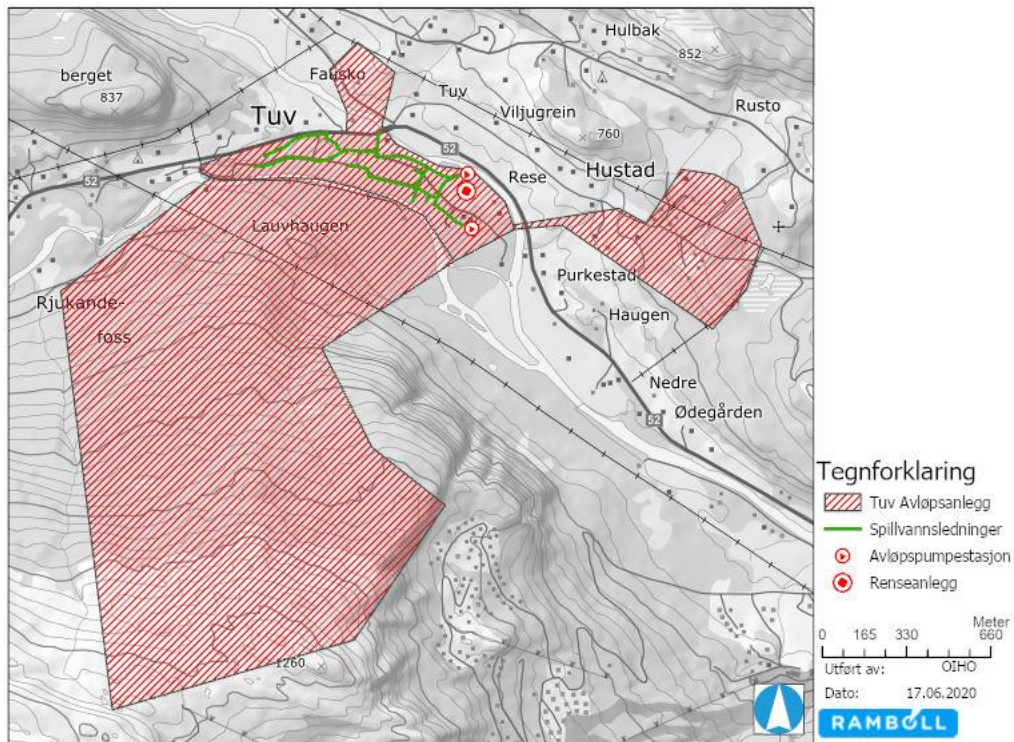 Hulbak
852
berget
837
Fausko
Tuv
Tuv
Viljugrein
Rusto
760
52
Hustad
52
Rese
Lauvhaugen
Purkestad
Rjukande-
foss
Haugen
Nedre
Ødegården
52
1260
Tegnforklaring
Tuv Avløpsanlegg
Spillvannsledninger
Avløpspumpestasjon
Renseanlegg
Meter
0 165 330 660
Utført av: OIHO
Dato: 17.06.2020
RAMBOLL